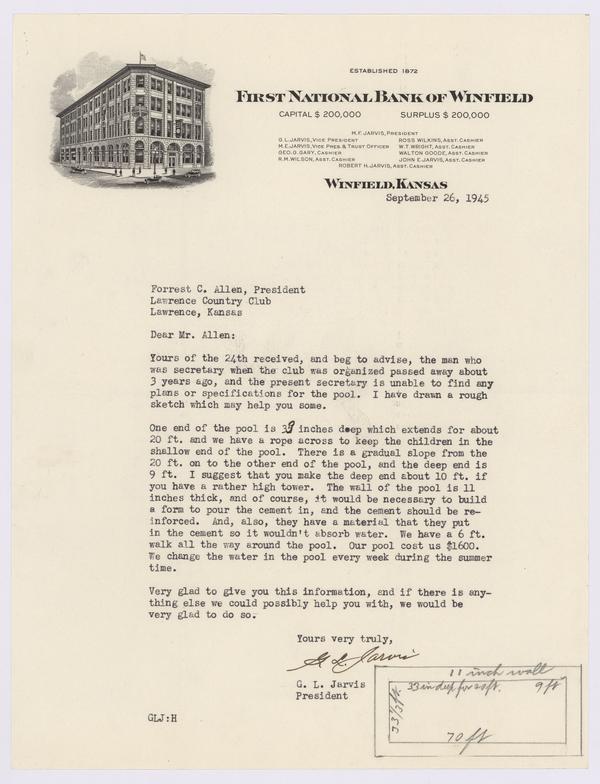 ESTABLISHED 1872
FIRST NATIONAL BANK OF WINFIELD
CAPITAL $ 200,000 SURPLUS $ 200,000
M.F. JARVIS, PRESIDENT
G.L. JARVIS, VICE PRESIDENT ROSS WILKINS, ASST. CASHIER
M.E. JARVIS, VICE PRES. & TRUST OFFICER W.T. WRIGHT, ASST. CASHIER
GEO. G. GARY, CASHIER WALTON GOODE, ASST. CASHIER
R.M. WILSON, ASST. CASHIER JOHN E. JARVIS, ASST. CASHIER
ROBERT H. JARVIS, ASST. CASHIER
WINFIELD, KANSAS
September 26, 1945
Forrest C. Allen, President
Lawrence Country Club
Lawrence, Kansas
Dear Mr. Allen:
Yours of the 24th received, and beg to advise, the man who
was secretary when the club was organized passed away about
3 years ago, and the present secretary is unable to find any
plans or specifications for the pool. I have drawn a rough
sketch which may help you some.
One end of the pool is 39 inches deep which extends for about
20 ft. and we have a rope across to keep the children in the
shallow end of the pool. There is a gradual slope from the
20 ft. on to the other end of the pool, and the deep end is
9 ft. I suggest that you make the deep end about 10 ft. if
you have a rather high tower. The wall of the pool is 11
inches thick, and of course, it would be necessary to build
a form to pour the cement in, and the cement should be re-
inforced. And, also, they have a material that they put
in the cement so it wouldn't absorb water. We have a 6 ft.
walk all the way around the pool. Our pool cost us $1600.
We change the water in the pool every week during the summer
time.
Very glad to give you this information, and if there is any-
thing else we could possibly help you with, we would be
very glad to do so.
Yours very truly,
G L Jarvis
G. L. Jarvis
President
GLJ:H
11 inch wall
33 in deep for 20 ft. 9 ft
33 1/3 ft
70 ft